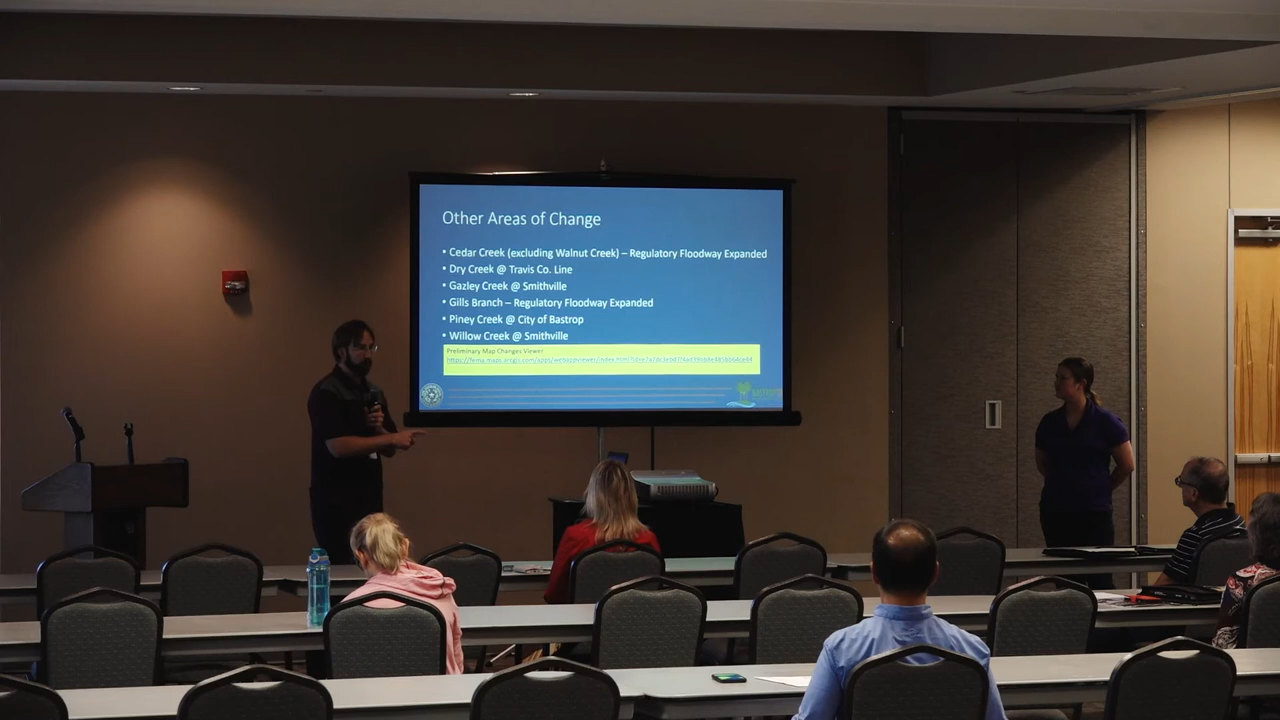 Other Areas of Change
• Cedar Creek (excluding Walnut Creek) – Regulatory Floodway Expanded
• Dry Creek @ Travis Co. Line
• Gazley Creek @ Smithville
• Gills Branch – Regulatory Floodway Expanded
• Piney Creek @ City of Bastrop
• Willow Creek @ Smithville
Preliminary Map Changes Viewer